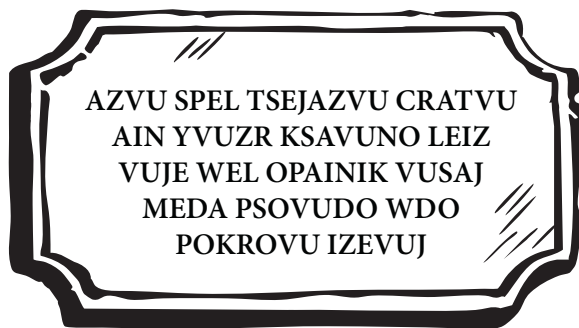 AZVU SPEL TSEJAZVU CRATVU
AIN YVUZR KSAVUNO LEIZ
VUJE WEL OPAINIK VUSAJ
MEDA PSOVUDO WDO
POKROVU IZEVUJ